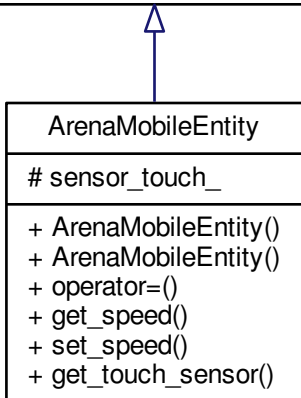 ArenaMobileEntity
# sensor_touch_
+ ArenaMobileEntity()
+ ArenaMobileEntity()
+ operator=()
+ get_speed()
+ set_speed()
+ get_touch_sensor()